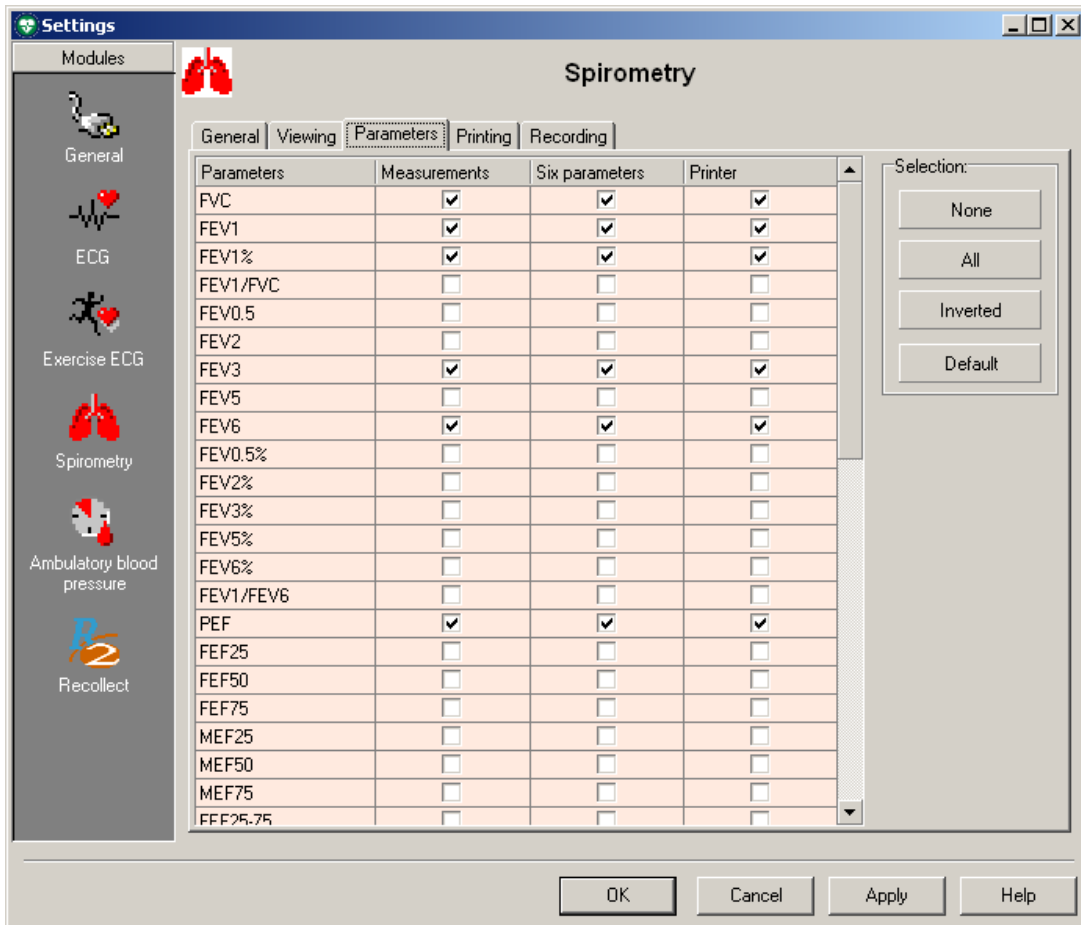 Settings
Modules
General
ECG
Exercise ECG
Spirometry
Ambulatory blood
pressure
Recollect
Spirometry
General Viewing Parameters Printing Recording
Parameters Measurements Six parameters Printer
FVC
FEV1
FEV1%
FEV1/FVC
FEV0.5
FEV2
FEV3
FEV5
FEV6
FEV0.5%
FEV2%
FEV3%
FEV5%
FEV6%
FEV1/FEV6
PEF
FEF25
FEF50
FEF75
MEF25
MEF50
MEF75
FEF25-75
Selection:
None
All
Inverted
Default
OK Cancel Apply Help